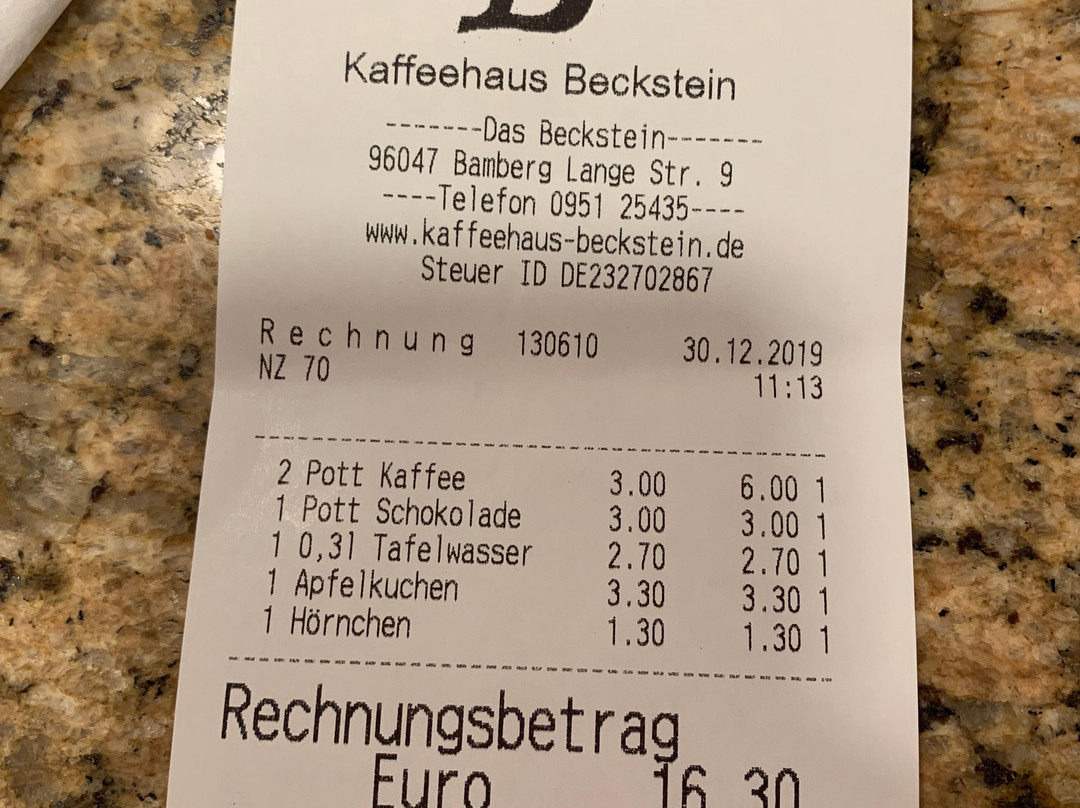 Kaffeehaus Beckstein
-------Das Beckstein-------
96047 Bamberg Lange Str. 9
----Telefon 0951 25435----
www.kaffeehaus-beckstein.de
Steuer ID DE232702867
Rechnung 130610 30.12.2019
NZ 70 11:13
2 Pott Kaffee 3.00 6.00 1
1 Pott Schokolade 3.00 3.00 1
1 0,3l Tafelwasser 2.70 2.70 1
1 Apfelkuchen 3.30 3.30 1
1 Hörnchen 1.30 1.30 1
Rechnungsbetrag
Euro 16.30